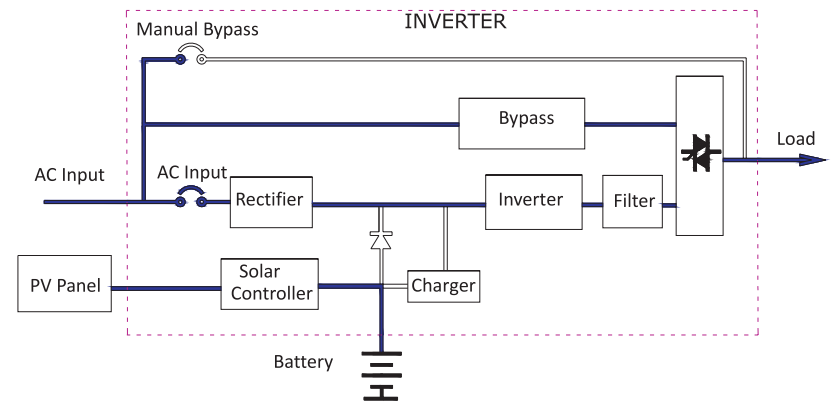 INVERTER
Manual Bypass
Bypass
Load
AC Input
AC Input
Rectifier
Inverter
Filter
PV Panel
Solar
Controller
Charger
Battery